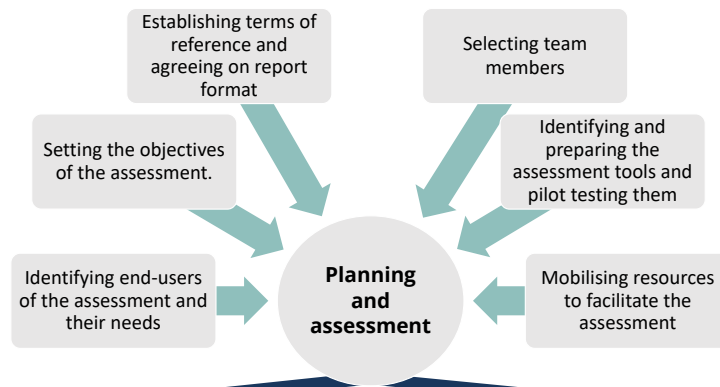 Establishing terms of
reference and
agreeing on report
format
Selecting team
members
Setting the objectives
of the assessment.
Identifying and
preparing the
assessment tools and
pilot testing them
Identifying end-users
of the assessment and
their needs
Planning
and
assessment
Mobilising resources
to facilitate the
assessment